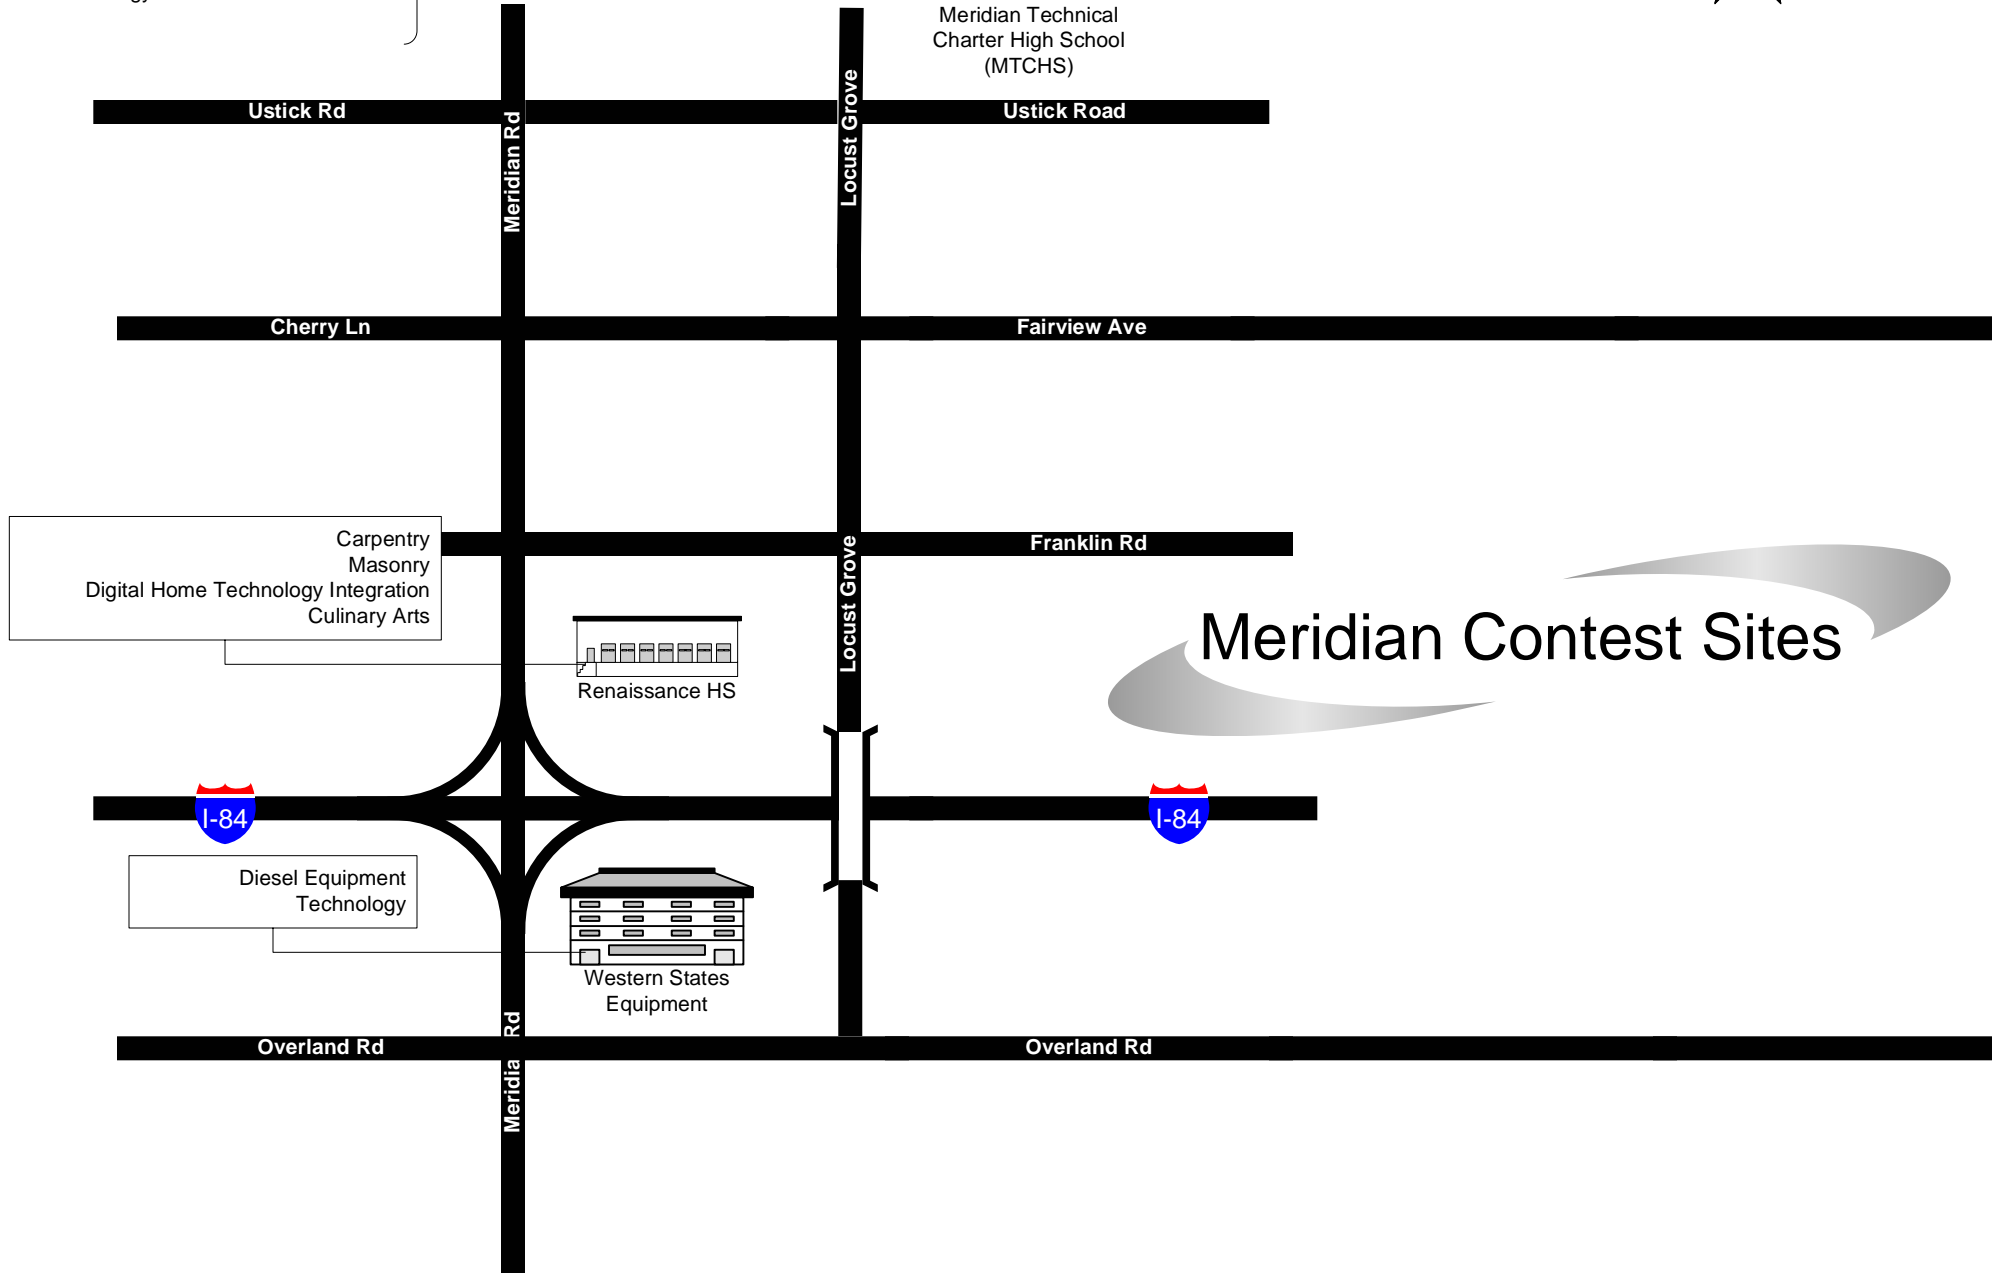 gy
Meridian Technical
Charter High School
(MTCHS)
Ustick Rd
Ustick Road
Meridian Rd
Locust Grove
Cherry Ln
Fairview Ave
Carpentry
Masonry
Digital Home Technology Integration
Culinary Arts
Franklin Rd
Locust Grove
Meridian Contest Sites
Renaissance HS
I-84
I-84
Diesel Equipment
Technology
Western States
Equipment
Overland Rd
Meridia Rd
Overland Rd